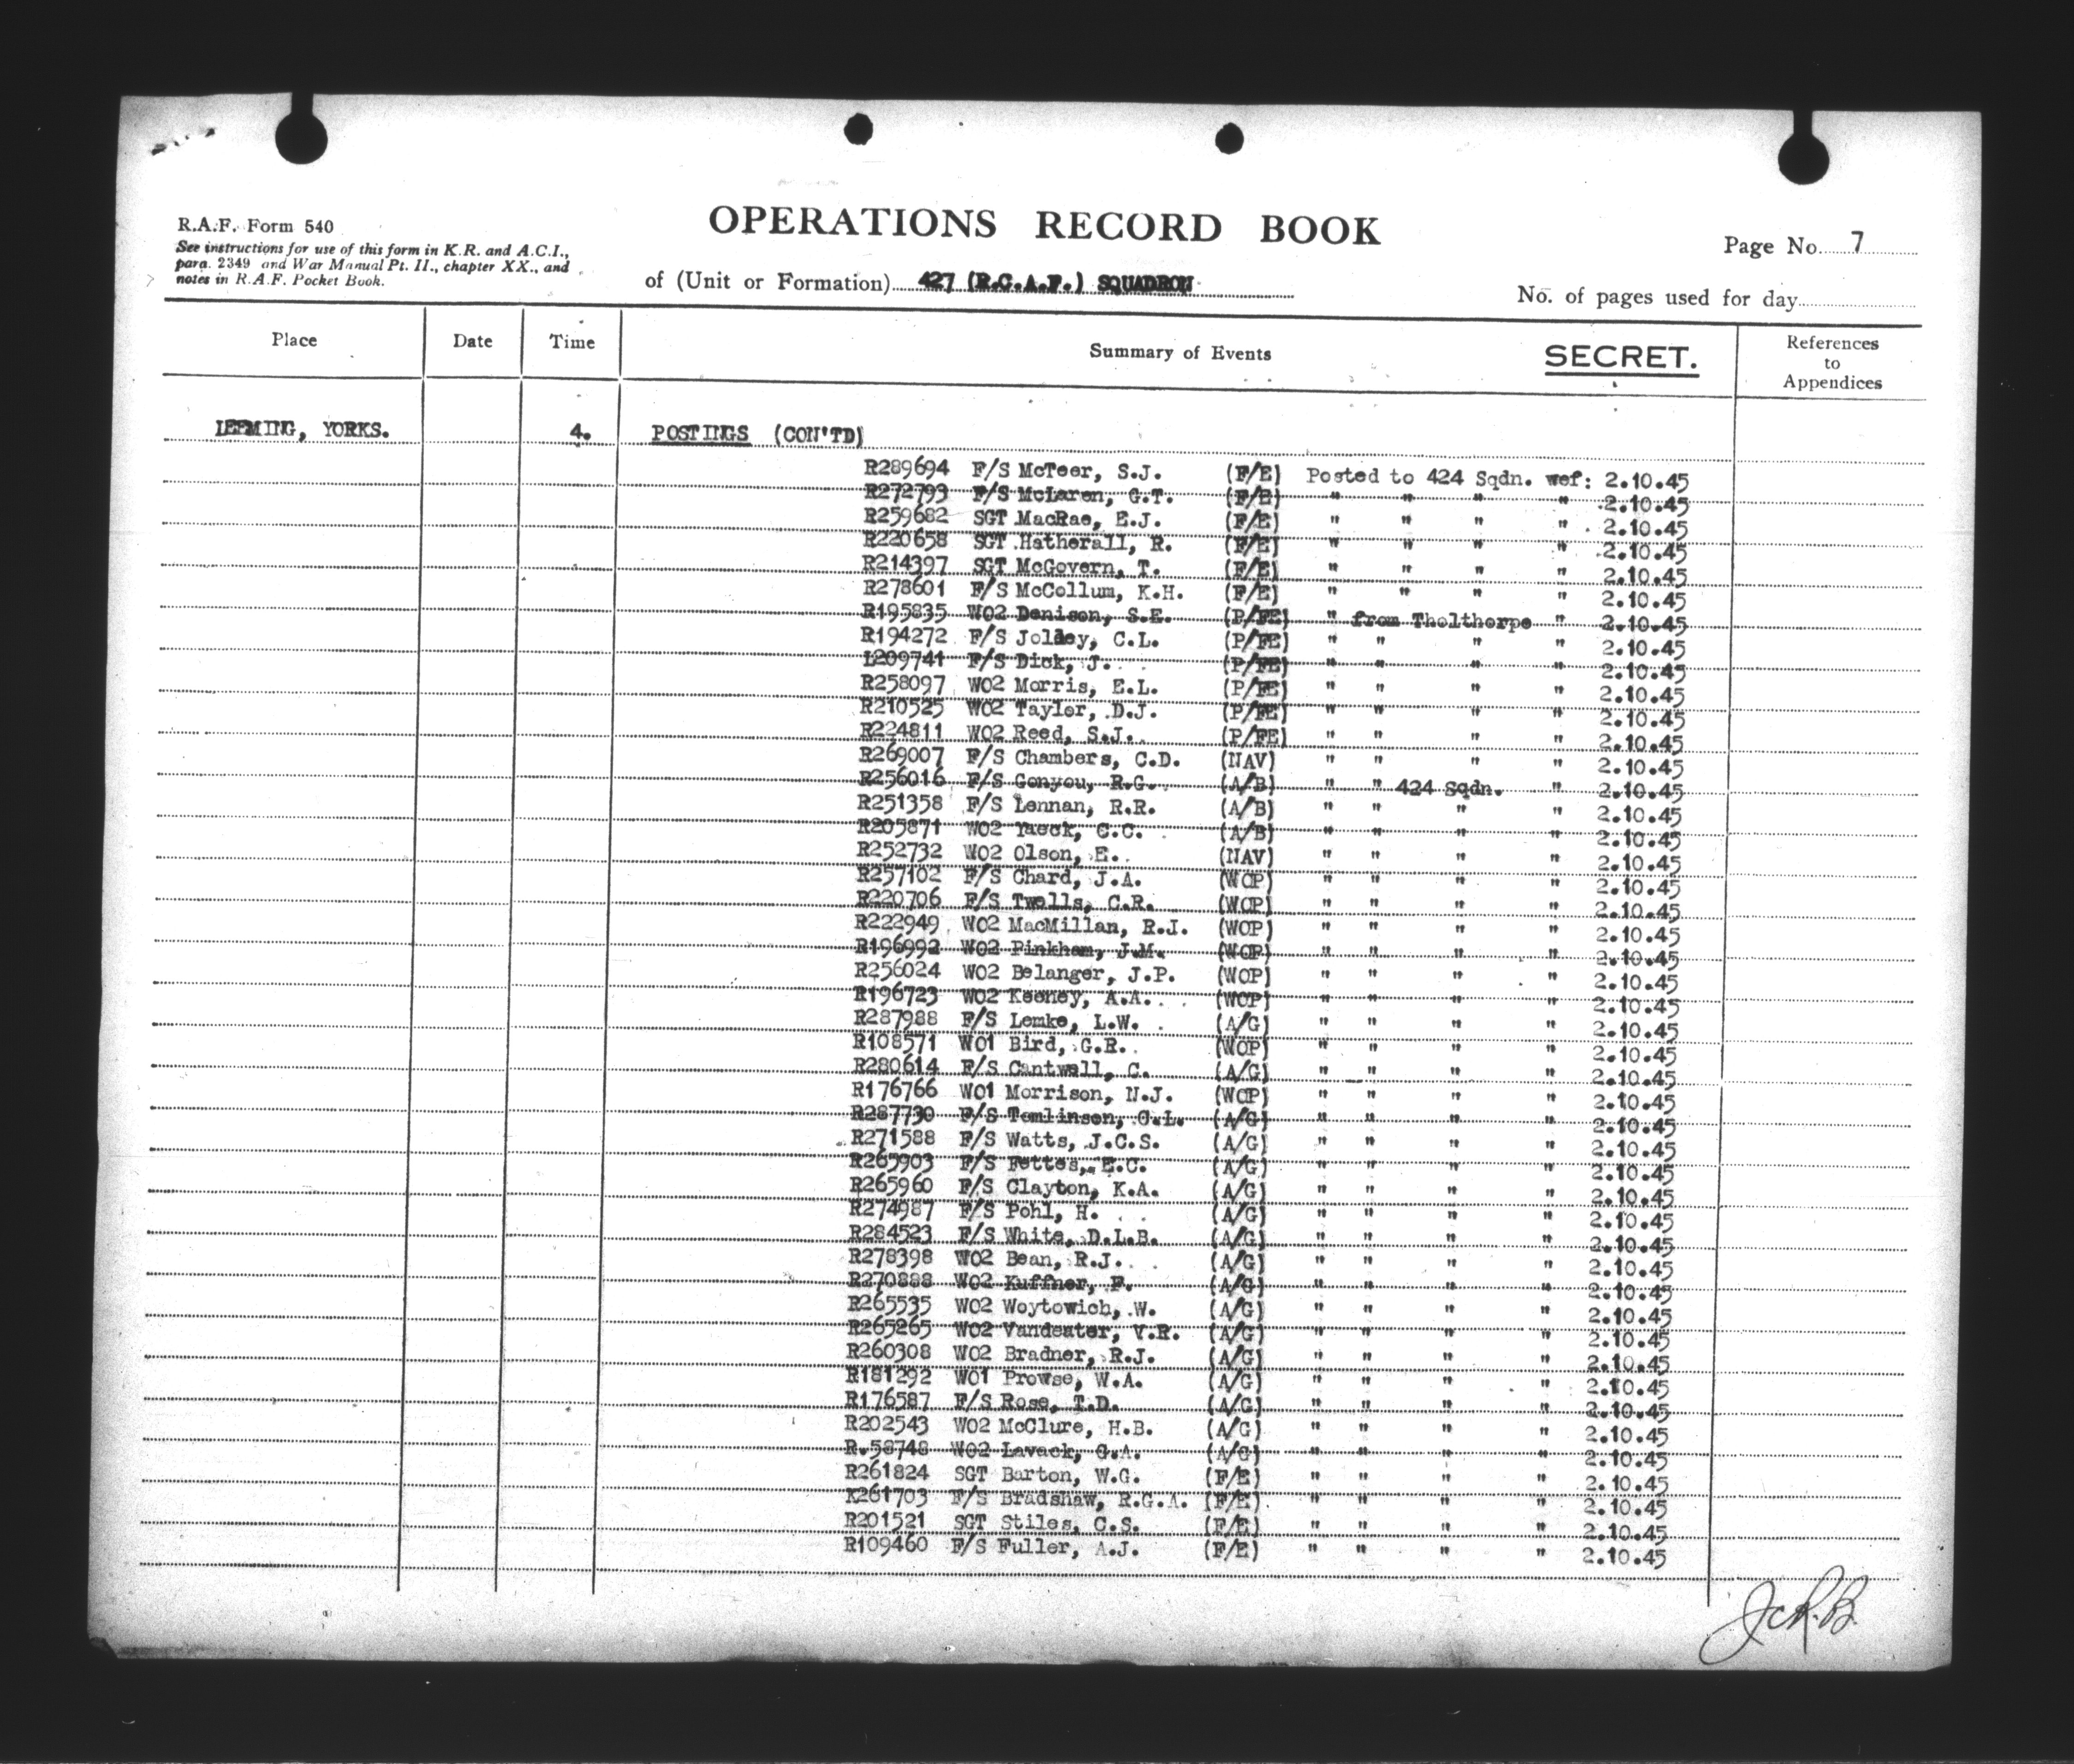 R.A.F. Form 540
See instructions for use of this form in K.R. and A.C.I.,
para. 2349 and War Manual Pt. II., chapter XX., and
notes in R.A.F. Pocket Book.
OPERATIONS RECORD BOOK
Page No. 7
of (Unit or Formation) 427 (R.C.A.F.) SQUADRON
No. of pages used for day
Place Date Time Summary of Events SECRET. References to Appendices
LEEMING, YORKS. 4. POSTINGS (CON'TD)
R289694 F/S McTeer, S.J. (F/E) Posted to 424 Sqdn. wef: 2.10.45
R272793 F/S McLaren, G.T. (F/E) " " " " 2.10.45
R259682 SGT MacRae, E.J. (F/E) " " " " 2.10.45
R220658 SGT Hatherall, R. (F/E) " " " " 2.10.45
R214397 SGT McGovern, T. (F/E) " " " " 2.10.45
R278601 F/S McCollum, K.H. (F/E) " " " " 2.10.45
R195835 WO2 Denison, S.E. (P/FE) " from Tholthorpe " 2.10.45
R194272 F/S Joldey, C.L. (P/FE) " " " " 2.10.45
L209741 F/S Dick, J. (P/FE) " " " " 2.10.45
R258097 WO2 Morris, E.L. (P/FE) " " " " 2.10.45
R210525 WO2 Tayler, D.J. (P/FE) " " " " 2.10.45
R224811 WO2 Reed, S.J. (P/FE) " " " " 2.10.45
R269007 F/S Chambers, C.D. (NAV) " " " " 2.10.45
R256016 F/S Gonyou, R.G. (A/B) " " 424 Sqdn. " 2.10.45
R251358 F/S Lennan, R.R. (A/B) " " " " 2.10.45
R205871 WO2 Yaeck, C.C. (A/B) " " " " 2.10.45
R252732 WO2 Olson, E. (NAV) " " " " 2.10.45
R257102 F/S Chard, J.A. (WOP) " " " " 2.10.45
R220706 F/S Twells, C.R. (WOP) " " " " 2.10.45
R222949 WO2 MacMillan, R.J. (WOP) " " " " 2.10.45
R196992 WO2 Pinkham, J.M. (WOP) " " " " 2.10.45
R256024 WO2 Belanger, J.P. (WOP) " " " " 2.10.45
R196723 WO2 Keeney, A.A. (WOP) " " " " 2.10.45
R287988 F/S Lemke, L.W. (A/G) " " " " 2.10.45
R108571 WO1 Bird, G.R. (WOP) " " " " 2.10.45
R280614 F/S Cantwell, C. (A/G) " " " " 2.10.45
R176766 WO1 Morrison, N.J. (WOP) " " " " 2.10.45
R287730 F/S Tomlinson, G.L. (A/G) " " " " 2.10.45
R271588 F/S Watts, J.C.S. (A/G) " " " " 2.10.45
R265903 F/S Fettes, E.C. (A/G) " " " " 2.10.45
R265960 F/S Clayton, K.A. (A/G) " " " " 2.10.45
R274987 F/S Pohl, H. (A/G) " " " " 2.10.45
R284523 F/S White, D.L.B. (A/G) " " " " 2.10.45
R278398 WO2 Bean, R.J. (A/G) " " " " 2.10.45
R270888 WO2 Kuffner, F. (A/G) " " " " 2.10.45
R265535 WO2 Woytowich, W. (A/G) " " " " 2.10.45
R265265 WO2 Vandeater, V.R. (A/G) " " " " 2.10.45
R260308 WO2 Bradner, R.J. (A/G) " " " " 2.10.45
R181292 WO1 Prowse, W.A. (A/G) " " " " 2.10.45
R176587 F/S Rose, T.D. (A/G) " " " " 2.10.45
R202543 WO2 McClure, H.B. (A/G) " " " " 2.10.45
R.58748 WO2 Lavack, G.A. (A/G) " " " " 2.10.45
R261824 SGT Barton, W.G. (F/E) " " " " 2.10.45
R261703 F/S Bradshaw, R.G.A. (F/E) " " " " 2.10.45
R201521 SGT Stiles, C.S. (F/E) " " " " 2.10.45
R109460 F/S Fuller, A.J. (F/E) " " " " 2.10.45